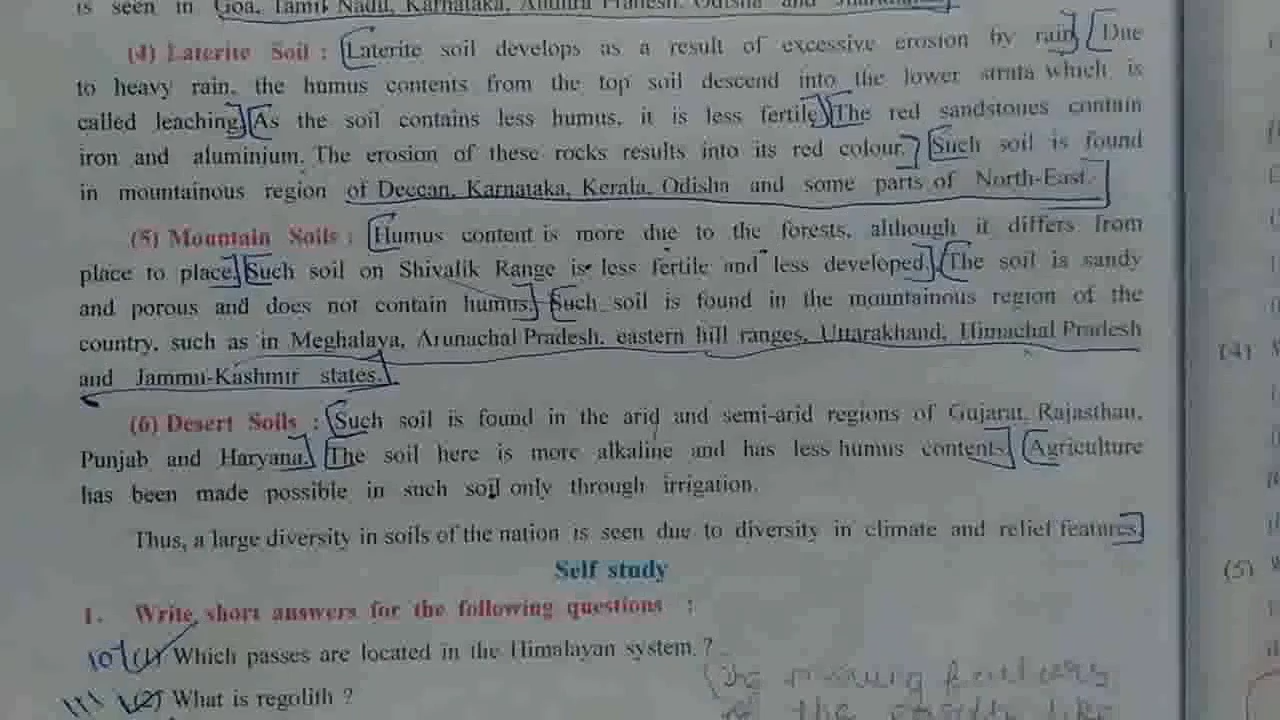 is seen in Goa, Tamil Nadu, Karnataka, Andhra Pradesh, Odisha and Jharkhand.
(4) Laterite Soil : Laterite soil develops as a result of excessive erosion by rain. Due
to heavy rain, the humus contents from the top soil descend into the lower strata which is
called leaching. As the soil contains less humus, it is less fertile. The red sandstones contain
iron and aluminium. The erosion of these rocks results into its red colour. Such soil is found
in mountainous region of Deccan, Karnataka, Kerala, Odisha and some parts of North-East.
(5) Mountain Soils : Humus content is more due to the forests, although it differs from
place to place. Such soil on Shivalik Range is less fertile and less developed. The soil is sandy
and porous and does not contain humus. Such soil is found in the mountainous region of the
country, such as in Meghalaya, Arunachal Pradesh, eastern hill ranges, Uttarakhand, Himachal Pradesh
and Jammu-Kashmir states.
(6) Desert Soils : Such soil is found in the arid and semi-arid regions of Gujarat, Rajasthan,
Punjab and Haryana. The soil here is more alkaline and has less humus contents. Agriculture
has been made possible in such soil only through irrigation.
Thus, a large diversity in soils of the nation is seen due to diversity in climate and relief features.
Self study
1. Write short answers for the following questions :
10 (1) Which passes are located in the Himalayan system ?
111 (2) What is regolith ?
the
of the like
(4)
(5)